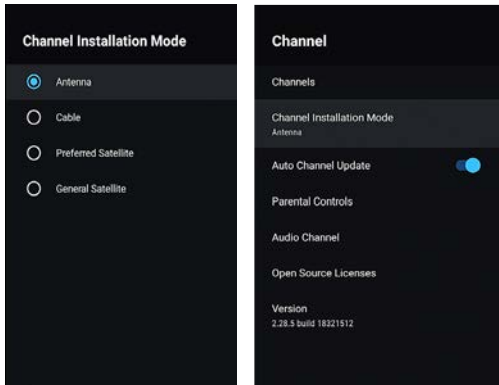 Channel Installation Mode
Antenna
Cable
Preferred Satellite
General Satellite
Channel
Channels
Channel Installation Mode
Antenna
Auto Channel Update
Parental Controls
Audio Channel
Open Source Licenses
Version
2.28.5 build 18321512